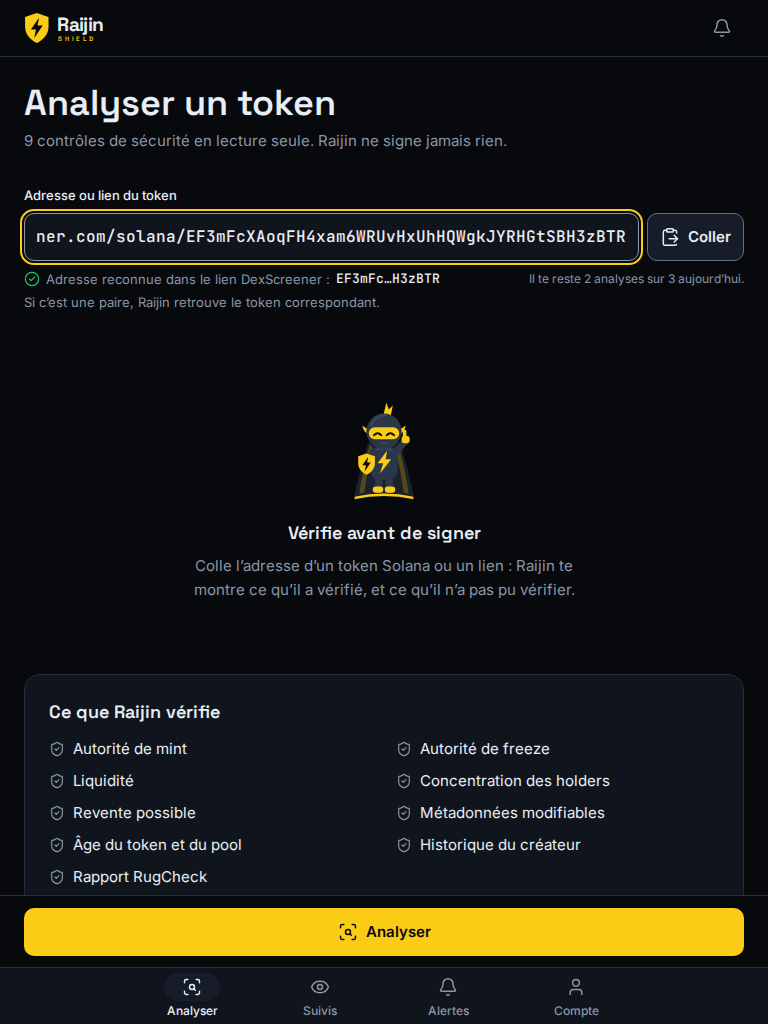 Raijin
SHIELD
Analyser un token
9 contrôles de sécurité en lecture seule. Raijin ne signe jamais rien.
Adresse ou lien du token
ner.com/solana/EF3mFcXAoqFH4xam6WRUvHxUhHQWgkJYRHGtSBH3zBTR
Coller
Adresse reconnue dans le lien DexScreener : EF3mFc…H3zBTR
Il te reste 2 analyses sur 3 aujourd’hui.
Si c’est une paire, Raijin retrouve le token correspondant.
Vérifie avant de signer
Colle l’adresse d’un token Solana ou un lien : Raijin te
montre ce qu’il a vérifié, et ce qu’il n’a pas pu vérifier.
Ce que Raijin vérifie
Autorité de mint
Autorité de freeze
Liquidité
Concentration des holders
Revente possible
Métadonnées modifiables
Âge du token et du pool
Historique du créateur
Rapport RugCheck
Analyser
Analyser
Suivis
Alertes
Compte